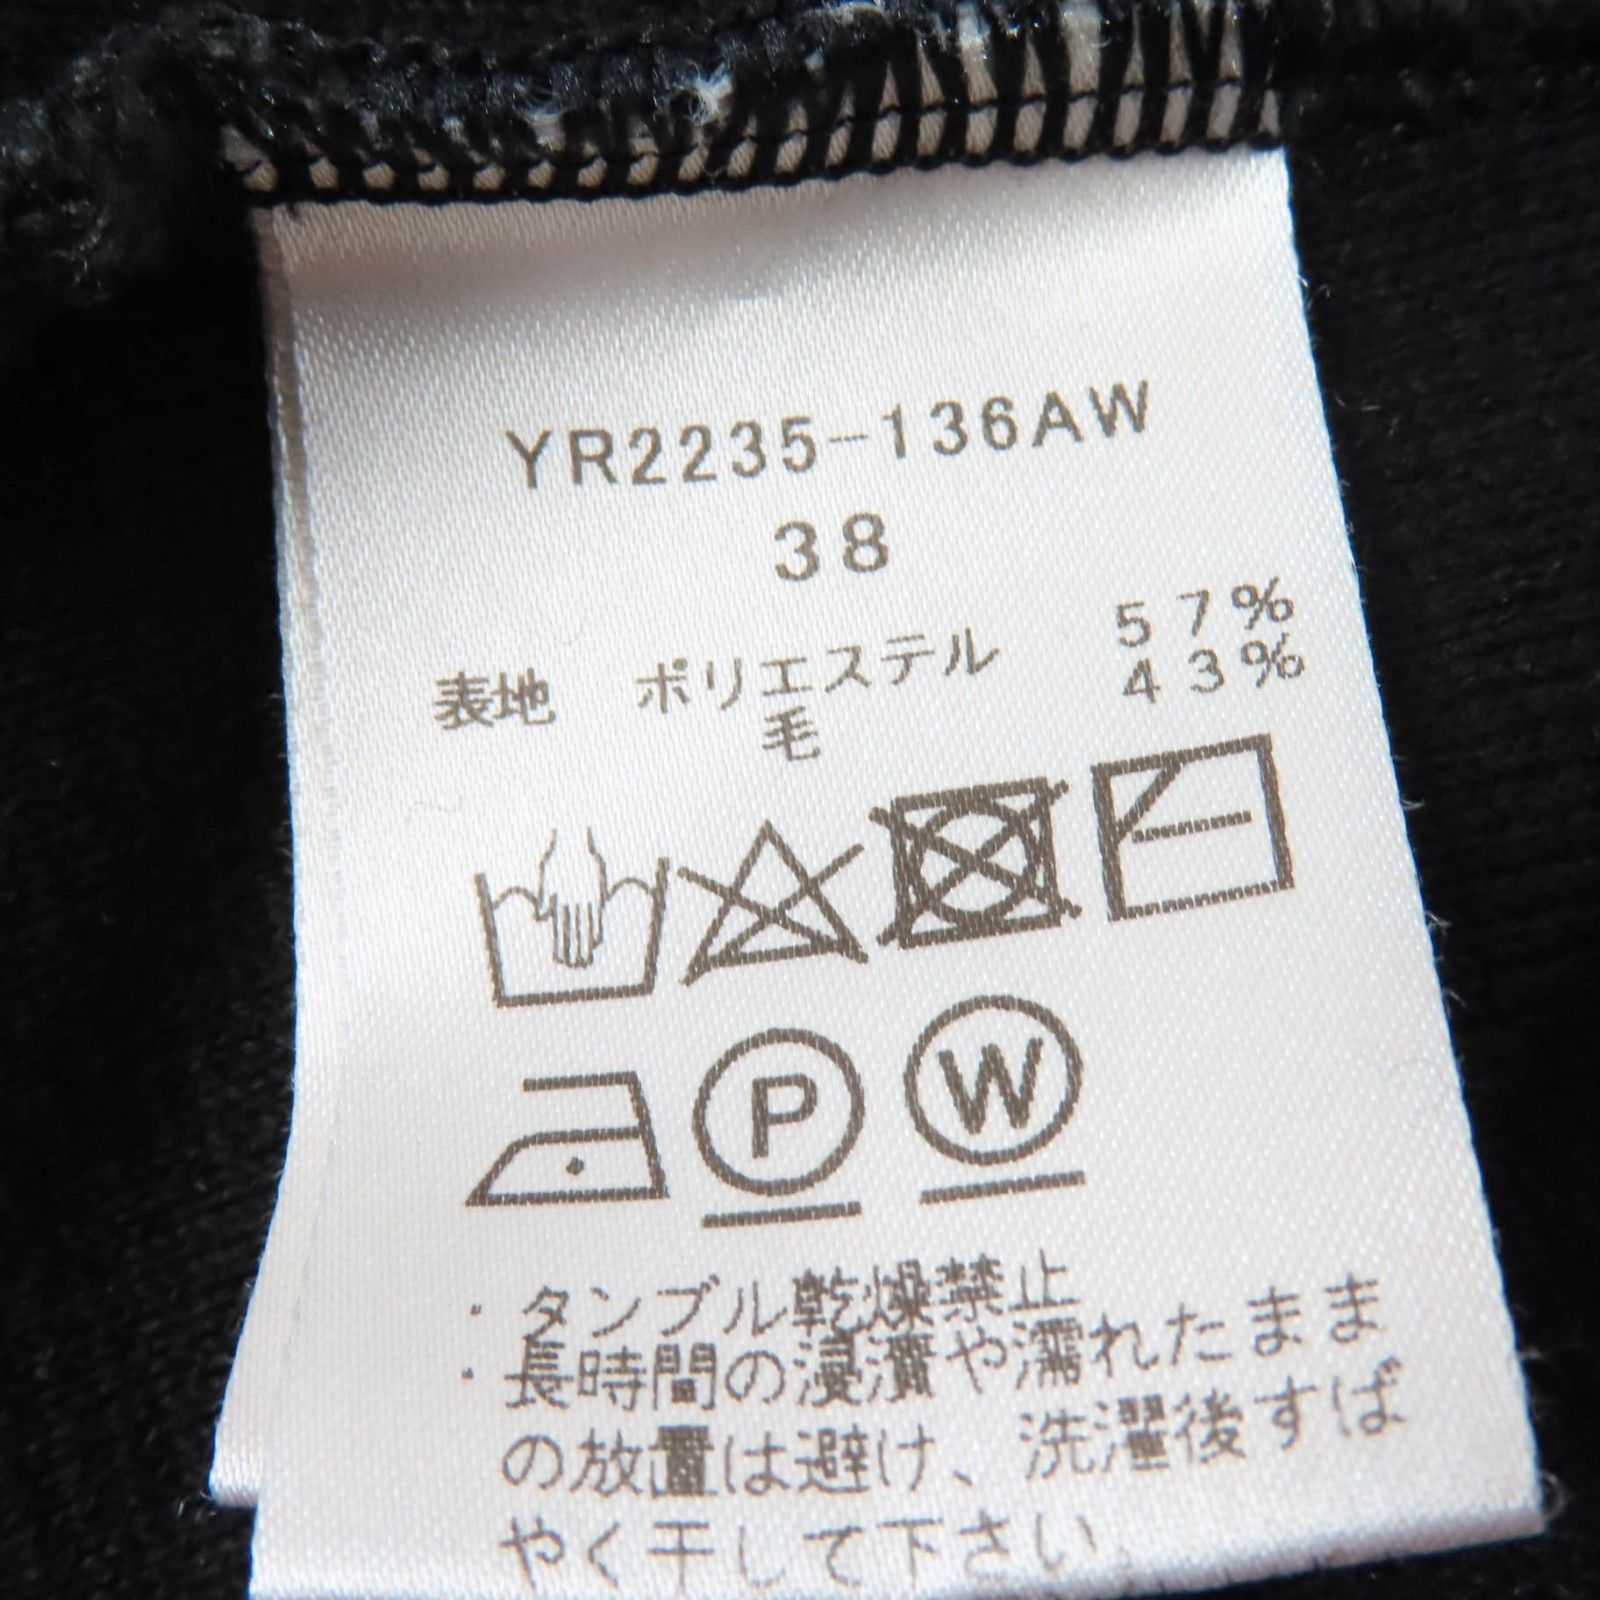 YR2235-136AW
38
表地 ポリエステル 57%
毛 43%
P W
・タンブル乾燥禁止
・長時間の浸漬や濡れたまま
の放置は避け、洗濯後すば
やく干して下さい。